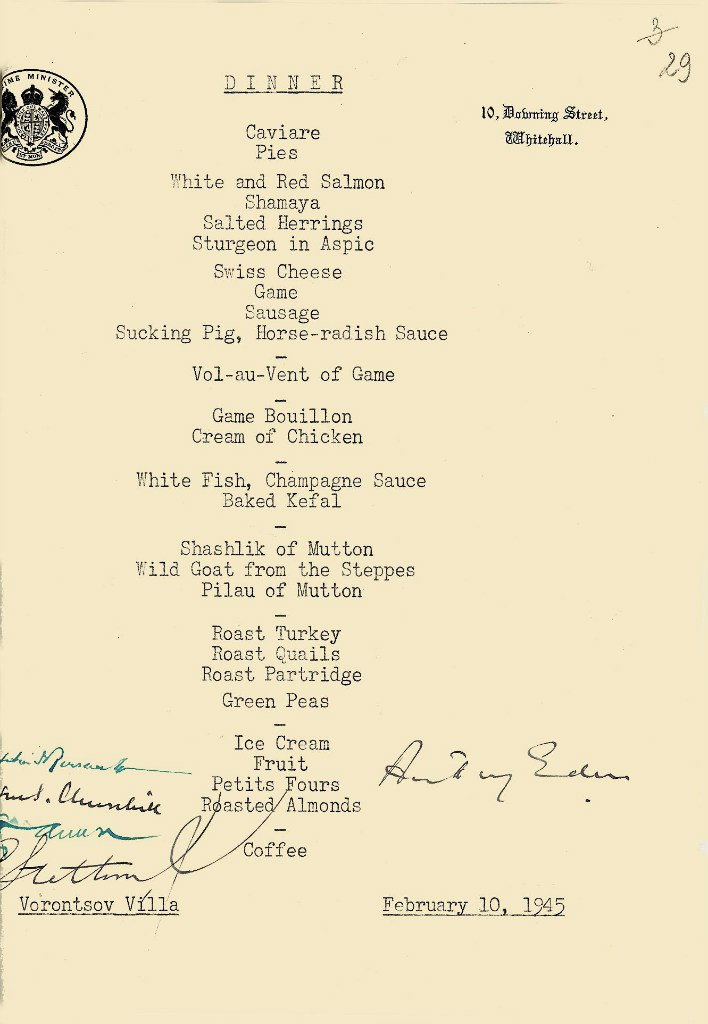 3
29
IME MINISTER
DINNER
10, Downing Street,
Whitehall.
Caviare
Pies
White and Red Salmon
Shamaya
Salted Herrings
Sturgeon in Aspic
Swiss Cheese
Game
Sausage
Sucking Pig, Horse-radish Sauce
—
Vol-au-Vent of Game
—
Game Bouillon
Cream of Chicken
—
White Fish, Champagne Sauce
Baked Kefal
—
Shashlik of Mutton
Wild Goat from the Steppes
Pilau of Mutton
—
Roast Turkey
Roast Quails
Roast Partridge
Green Peas
—
Ice Cream
Fruit
Petits Fours
Roasted Almonds
—
Coffee
Anthony Eden
S. Churchill
Vorontsov Villa
February 10, 1945